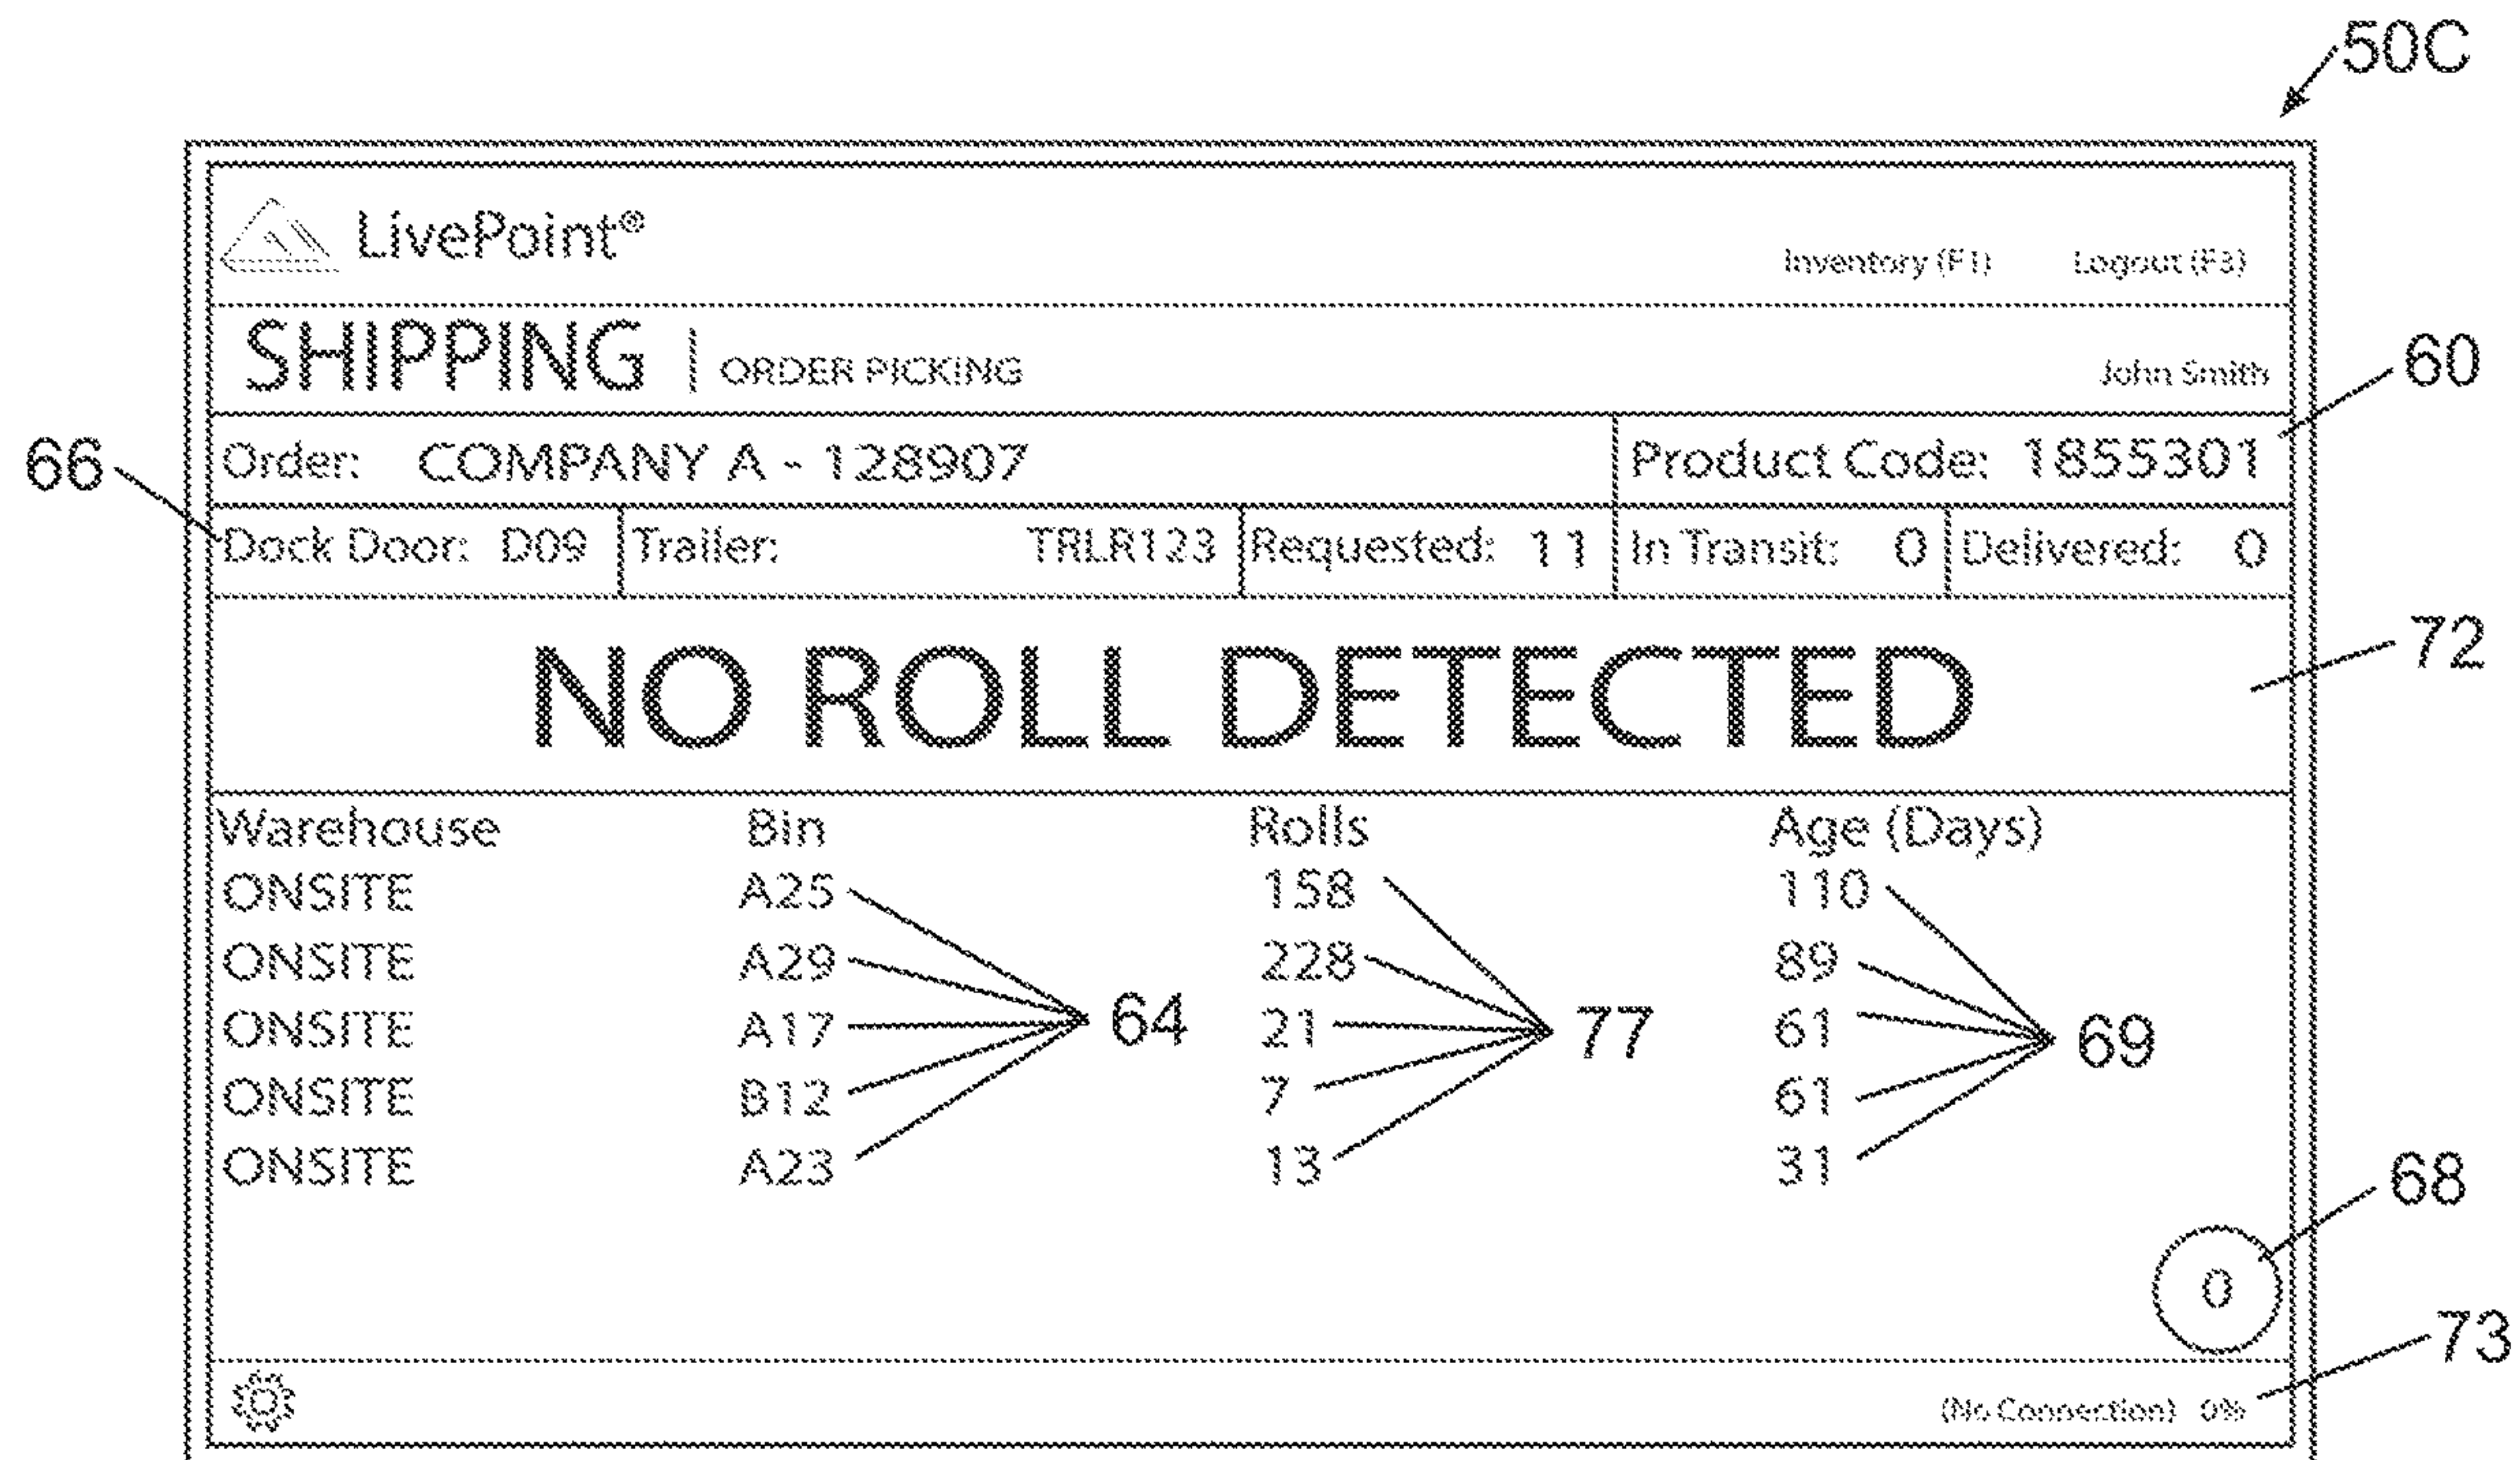 50C
LivePoint®
Inventory (F1) Logout (F3)
SHIPPING | ORDER PICKING John Smith
60
66
Order: COMPANY A - 128907 Product Code: 1855301
Dock Door: D09 Trailer: TRLR123 Requested: 11 In Transit: 0 Delivered: 0
NO ROLL DETECTED
72
Warehouse Bin Rolls Age (Days)
ONSITE A25 158 110
ONSITE A29 228 89
ONSITE A17 64 21 77 61 69
ONSITE B12 7 61
ONSITE A23 13 31
68
0
73
(No Connection) 0%